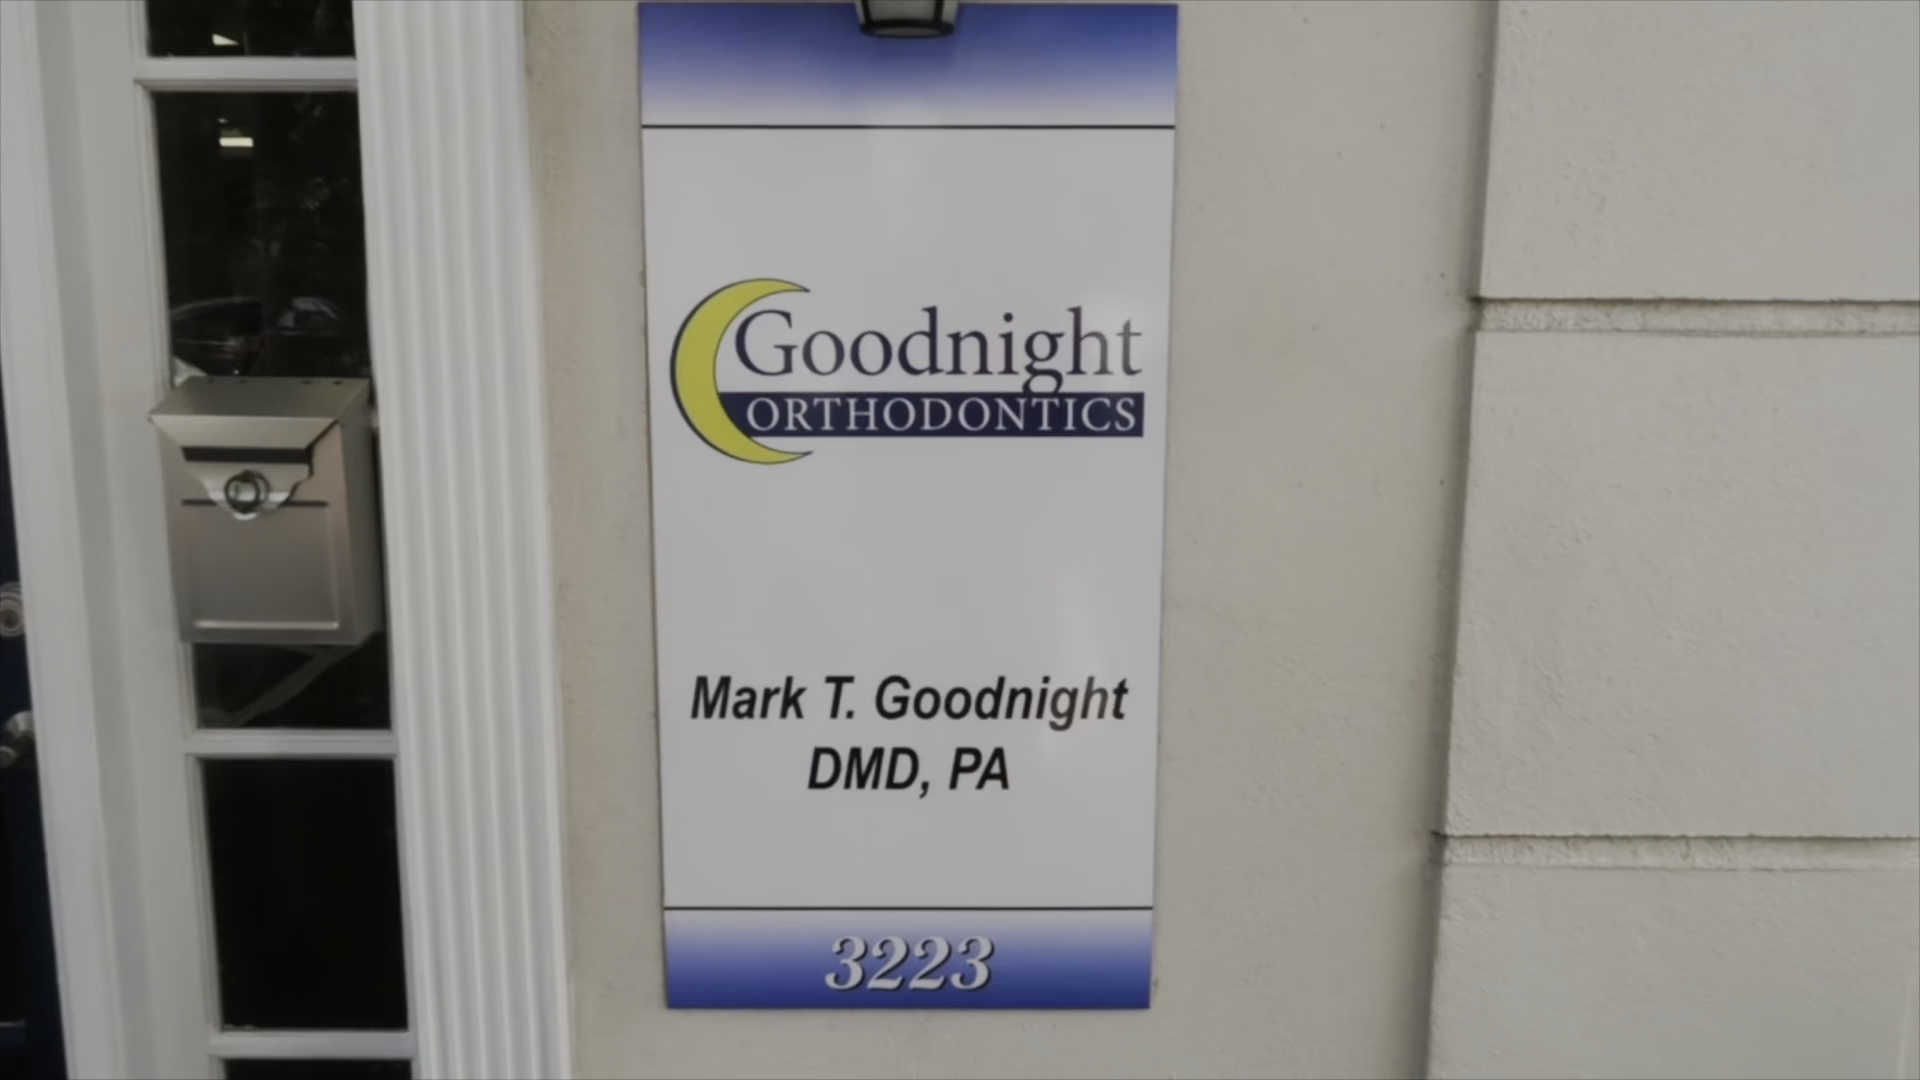 Goodnight
ORTHODONTICS
Mark T. Goodnight
DMD, PA
3223